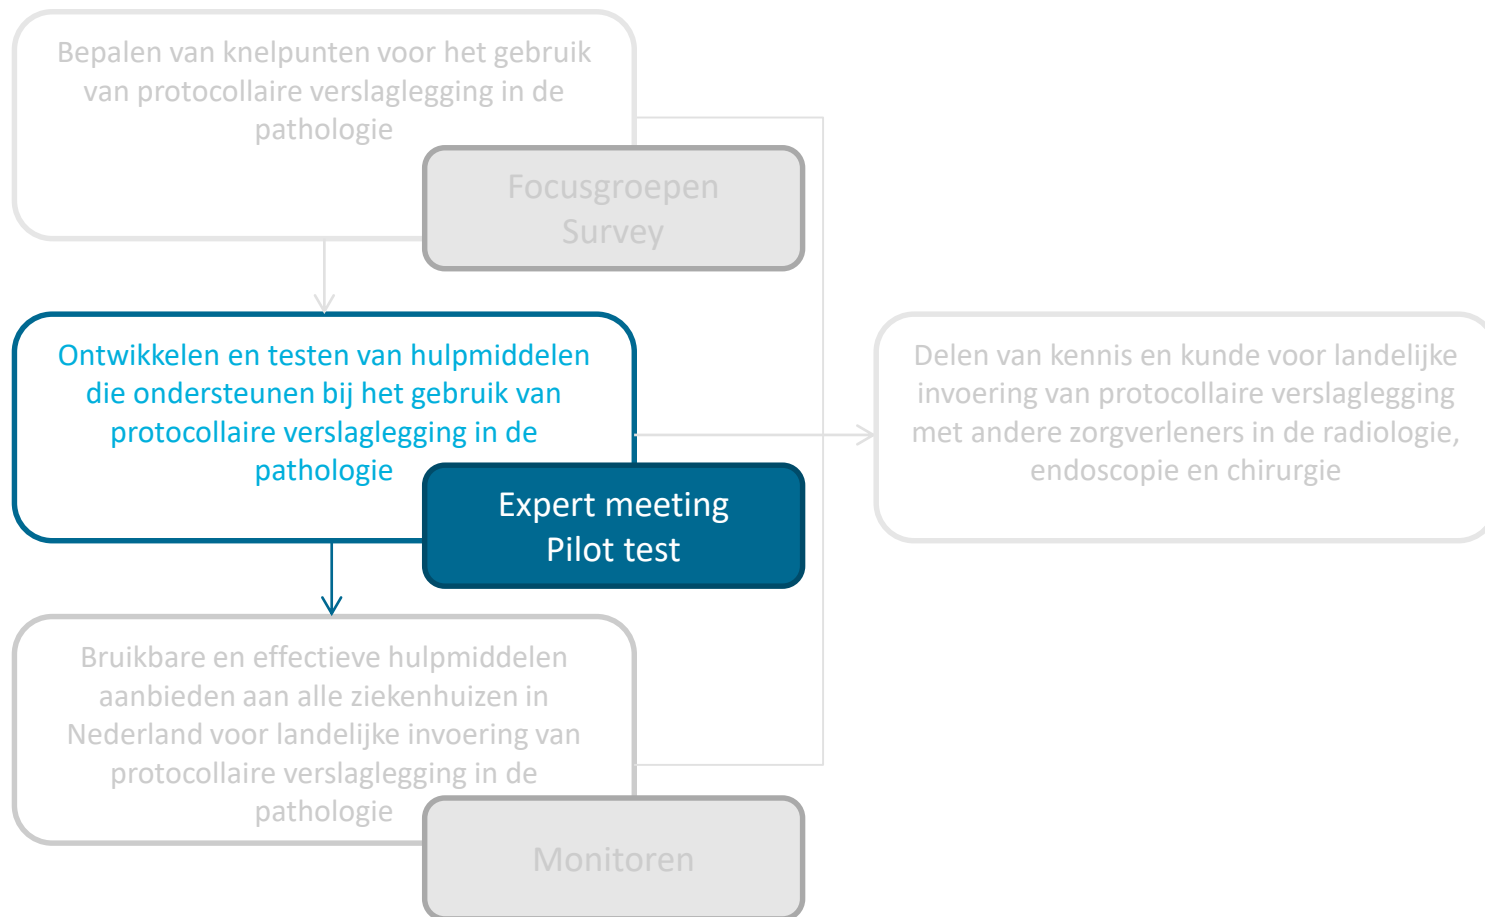 Bepalen van knelpunten voor het gebruik
van protocollaire verslaglegging in de
pathologie
Focusgroepen
Survey
Ontwikkelen en testen van hulpmiddelen
die ondersteunen bij het gebruik van
protocollaire verslaglegging in de
pathologie
Expert meeting
Pilot test
Delen van kennis en kunde voor landelijke
invoering van protocollaire verslaglegging
met andere zorgverleners in de radiologie,
endoscopie en chirurgie
Bruikbare en effectieve hulpmiddelen
aanbieden aan alle ziekenhuizen in
Nederland voor landelijke invoering van
protocollaire verslaglegging in de
pathologie
Monitoren